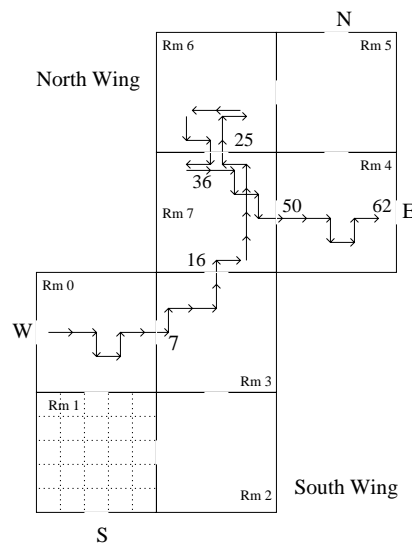 N
Rm 6
Rm 5
North Wing
25
Rm 4
36
Rm 7
50
62
E
16
Rm 0
W
7
Rm 3
Rm 1
Rm 2
South Wing
S